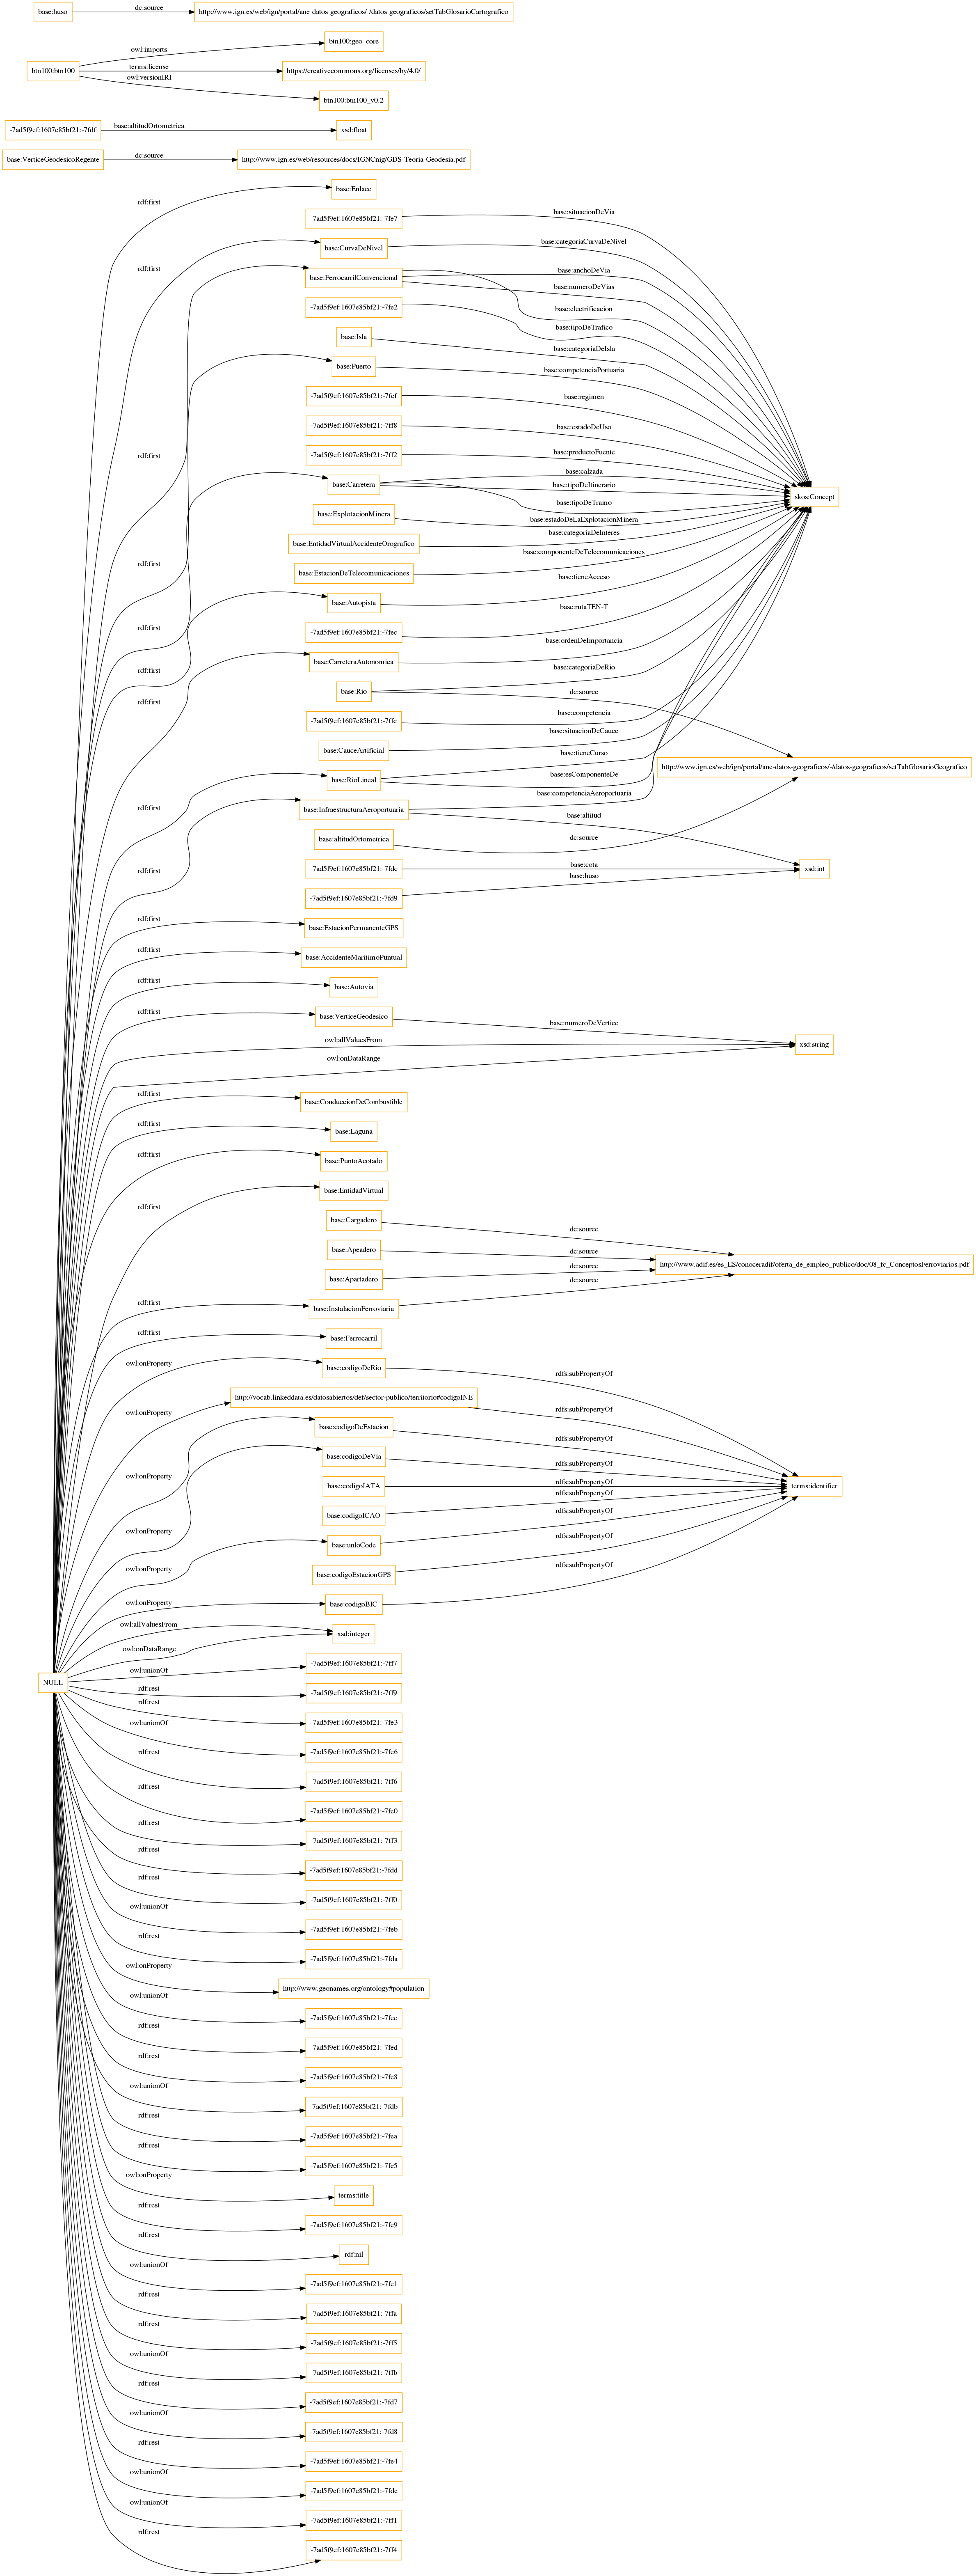 base:huso
dc:source
http://www.ign.es/web/ign/portal/ane-datos-geograficos/-/datos-geograficos/setTabGlosarioCartografico
btn100:geo_core
owl:imports
btn100:btn100
terms:license
https://creativecommons.org/licenses/by/4.0/
owl:versionIRI
btn100:btn100_v0.2
-7ad5f9ef:1607e85bf21:-7fdf
base:altitudOrtometrica
xsd:float
base:VerticeGeodesicoRegente
dc:source
http://www.ign.es/web/resources/docs/IGNCnig/GDS-Teoria-Geodesia.pdf
rdf:first
base:Enlace
-7ad5f9ef:1607e85bf21:-7fe7
base:situacionDeVia
rdf:first
base:CurvaDeNivel
base:categoriaCurvaDeNivel
base:FerrocarrilConvencional
base:anchoDeVia
base:numeroDeVias
base:electrificacion
-7ad5f9ef:1607e85bf21:-7fe2
base:tipoDeTrafico
base:Isla
base:categoriaDeIsla
rdf:first
base:Puerto
base:competenciaPortuaria
-7ad5f9ef:1607e85bf21:-7fef
base:regimen
-7ad5f9ef:1607e85bf21:-7ff8
base:estadoDeUso
-7ad5f9ef:1607e85bf21:-7ff2
base:productoFuente
rdf:first
base:Carretera
base:calzada
base:tipoDeItinerario
base:tipoDeTramo
skos:Concept
base:ExplotacionMinera
base:estadoDeLaExplotacionMinera
base:EntidadVirtualAccidenteOrografico
base:categoriaDeInteres
base:EstacionDeTelecomunicaciones
base:componenteDeTelecomunicaciones
rdf:first
base:Autopista
base:tieneAcceso
-7ad5f9ef:1607e85bf21:-7fec
base:rutaTEN-T
rdf:first
base:CarreteraAutonomica
base:ordenDeImportancia
rdf:first
base:Rio
base:categoriaDeRio
dc:source
-7ad5f9ef:1607e85bf21:-7ffc
base:competencia
base:CauceArtificial
base:situacionDeCauce
http://www.ign.es/web/ign/portal/ane-datos-geograficos/-/datos-geograficos/setTabGlosarioGeografico
rdf:first
base:RioLineal
base:tieneCurso
base:esComponenteDe
base:InfraestructuraAeroportuaria
base:competenciaAeroportuaria
base:altitud
base:altitudOrtometrica
dc:source
rdf:first
-7ad5f9ef:1607e85bf21:-7fdc
base:cota
xsd:int
-7ad5f9ef:1607e85bf21:-7fd9
base:huso
rdf:first
base:EstacionPermanenteGPS
rdf:first
base:AccidenteMaritimoPuntual
rdf:first
base:Autovia
rdf:first
base:VerticeGeodesico
base:numeroDeVertice
owl:allValuesFrom
xsd:string
owl:onDataRange
rdf:first
base:ConduccionDeCombustible
rdf:first
base:Laguna
rdf:first
base:PuntoAcotado
rdf:first
base:EntidadVirtual
base:Cargadero
dc:source
base:Apeadero
dc:source
http://www.adif.es/es_ES/conoceradif/oferta_de_empleo_publico/doc/08_fc_ConceptosFerroviarios.pdf
base:Apartadero
dc:source
rdf:first
base:InstalacionFerroviaria
dc:source
rdf:first
base:Ferrocarril
owl:onProperty
base:codigoDeRio
rdfs:subPropertyOf
owl:onProperty
http://vocab.linkeddata.es/datosabiertos/def/sector-publico/territorio#codigoINE
rdfs:subPropertyOf
owl:onProperty
base:codigoDeEstacion
rdfs:subPropertyOf
owl:onProperty
base:codigoDeVia
rdfs:subPropertyOf
base:codigoIATA
rdfs:subPropertyOf
terms:identifier
base:codigoICAO
rdfs:subPropertyOf
owl:onProperty
base:unloCode
rdfs:subPropertyOf
base:codigoEstacionGPS
rdfs:subPropertyOf
owl:onProperty
base:codigoBIC
rdfs:subPropertyOf
owl:allValuesFrom
xsd:integer
owl:onDataRange
NULL
owl:unionOf
-7ad5f9ef:1607e85bf21:-7ff7
rdf:rest
-7ad5f9ef:1607e85bf21:-7ff9
rdf:rest
-7ad5f9ef:1607e85bf21:-7fe3
owl:unionOf
-7ad5f9ef:1607e85bf21:-7fe6
rdf:rest
-7ad5f9ef:1607e85bf21:-7ff6
rdf:rest
-7ad5f9ef:1607e85bf21:-7fe0
rdf:rest
-7ad5f9ef:1607e85bf21:-7ff3
rdf:rest
-7ad5f9ef:1607e85bf21:-7fdd
rdf:rest
-7ad5f9ef:1607e85bf21:-7ff0
owl:unionOf
-7ad5f9ef:1607e85bf21:-7feb
rdf:rest
-7ad5f9ef:1607e85bf21:-7fda
owl:onProperty
http://www.geonames.org/ontology#population
owl:unionOf
-7ad5f9ef:1607e85bf21:-7fee
rdf:rest
-7ad5f9ef:1607e85bf21:-7fed
rdf:rest
-7ad5f9ef:1607e85bf21:-7fe8
owl:unionOf
-7ad5f9ef:1607e85bf21:-7fdb
rdf:rest
-7ad5f9ef:1607e85bf21:-7fea
rdf:rest
-7ad5f9ef:1607e85bf21:-7fe5
owl:onProperty
terms:title
rdf:rest
-7ad5f9ef:1607e85bf21:-7fe9
rdf:rest
rdf:nil
owl:unionOf
-7ad5f9ef:1607e85bf21:-7fe1
rdf:rest
-7ad5f9ef:1607e85bf21:-7ffa
rdf:rest
-7ad5f9ef:1607e85bf21:-7ff5
owl:unionOf
-7ad5f9ef:1607e85bf21:-7ffb
rdf:rest
-7ad5f9ef:1607e85bf21:-7fd7
owl:unionOf
-7ad5f9ef:1607e85bf21:-7fd8
rdf:rest
-7ad5f9ef:1607e85bf21:-7fe4
owl:unionOf
-7ad5f9ef:1607e85bf21:-7fde
owl:unionOf
-7ad5f9ef:1607e85bf21:-7ff1
rdf:rest
-7ad5f9ef:1607e85bf21:-7ff4